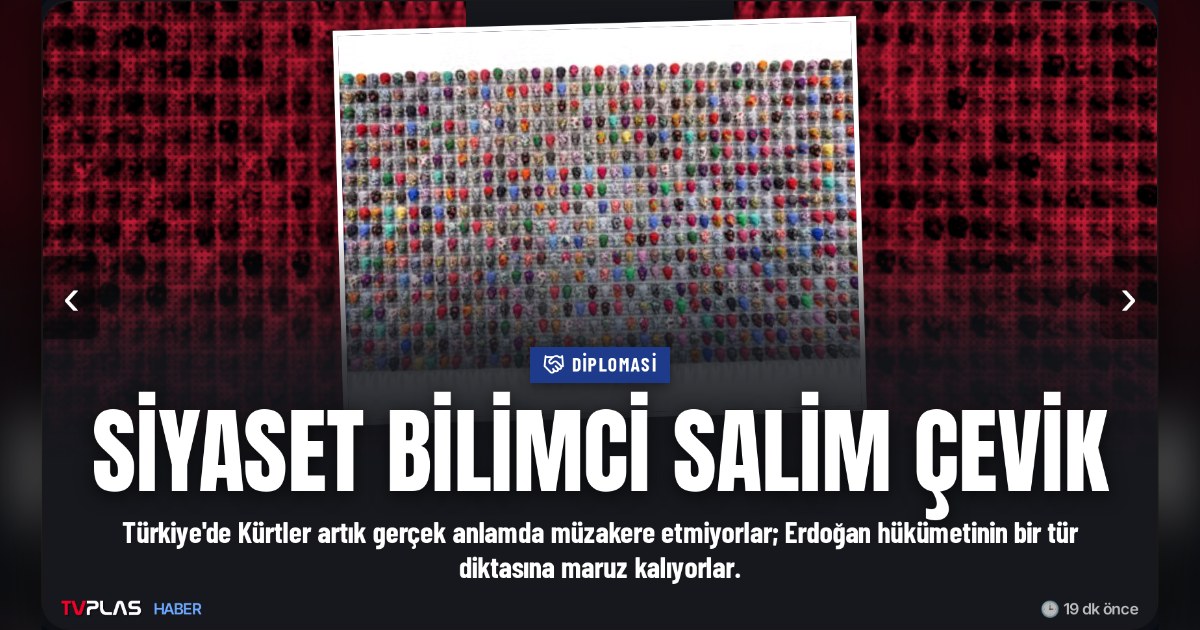 DİPLOMASİ
SİYASET BİLİMCİ SALİM ÇEVİK
Türkiye'de Kürtler artık gerçek anlamda müzakere etmiyorlar; Erdoğan hükümetinin bir tür
diktasına maruz kalıyorlar.
TVPLAS HABER
19 dk önce